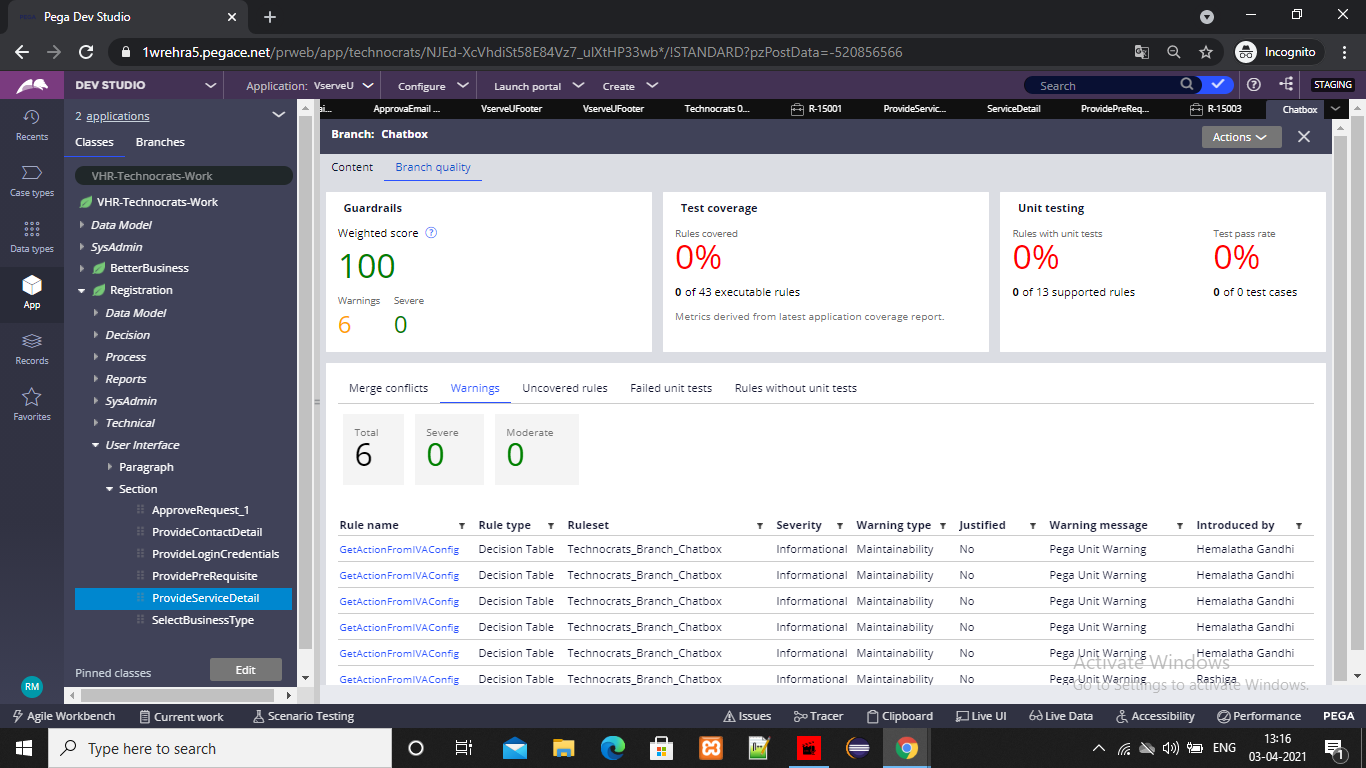 Pega Dev Studio
1wrehra5.pegace.net/prweb/app/technocrats/NJEd-XcVhdiSt58E84Vz7_ulXtHP33wb*/!STANDARD?pzPostData=-520856566
Incognito
DEV STUDIO
Application: VserveU
Configure
Launch portal
Create
Search
STAGING
ApprovaEmail ...
VserveUFooter
VserveUFooter
Technocrats 0...
R-15001
ProvideServic...
ServiceDetail
ProvidePreReq...
R-15003
Chatbox
Recents
Case types
Data types
App
Records
Favorites
RM
2 applications
Classes
Branches
VHR-Technocrats-Work
VHR-Technocrats-Work
Data Model
SysAdmin
BetterBusiness
Registration
Data Model
Decision
Process
Reports
SysAdmin
Technical
User Interface
Paragraph
Section
ApproveRequest_1
ProvideContactDetail
ProvideLoginCredentials
ProvidePreRequisite
ProvideServiceDetail
SelectBusinessType
Pinned classes
Edit
Branch: Chatbox
Actions
Content
Branch quality
Guardrails
Weighted score
100
Warnings Severe
6 0
Test coverage
Rules covered
0%
0 of 43 executable rules
Metrics derived from latest application coverage report.
Unit testing
Rules with unit tests Test pass rate
0% 0%
0 of 13 supported rules 0 of 0 test cases
Merge conflicts Warnings Uncovered rules Failed unit tests Rules without unit tests
Total Severe Moderate
6 0 0
Rule name Rule type Ruleset Severity Warning type Justified Warning message Introduced by
GetActionFromIVAConfig Decision Table Technocrats_Branch_Chatbox Informational Maintainability No Pega Unit Warning Hemalatha Gandhi
GetActionFromIVAConfig Decision Table Technocrats_Branch_Chatbox Informational Maintainability No Pega Unit Warning Hemalatha Gandhi
GetActionFromIVAConfig Decision Table Technocrats_Branch_Chatbox Informational Maintainability No Pega Unit Warning Hemalatha Gandhi
GetActionFromIVAConfig Decision Table Technocrats_Branch_Chatbox Informational Maintainability No Pega Unit Warning Hemalatha Gandhi
GetActionFromIVAConfig Decision Table Technocrats_Branch_Chatbox Informational Maintainability No Pega Unit Warning Hemalatha Gandhi
GetActionFromIVAConfig Decision Table Technocrats_Branch_Chatbox Informational Maintainability No Pega Unit Warning Rashiga
Activate Windows
Go to Settings to activate Windows.
Agile Workbench Current work Scenario Testing Issues Tracer Clipboard Live UI Live Data Accessibility Performance PEGA
Type here to search
ENG
13:16
03-04-2021
1